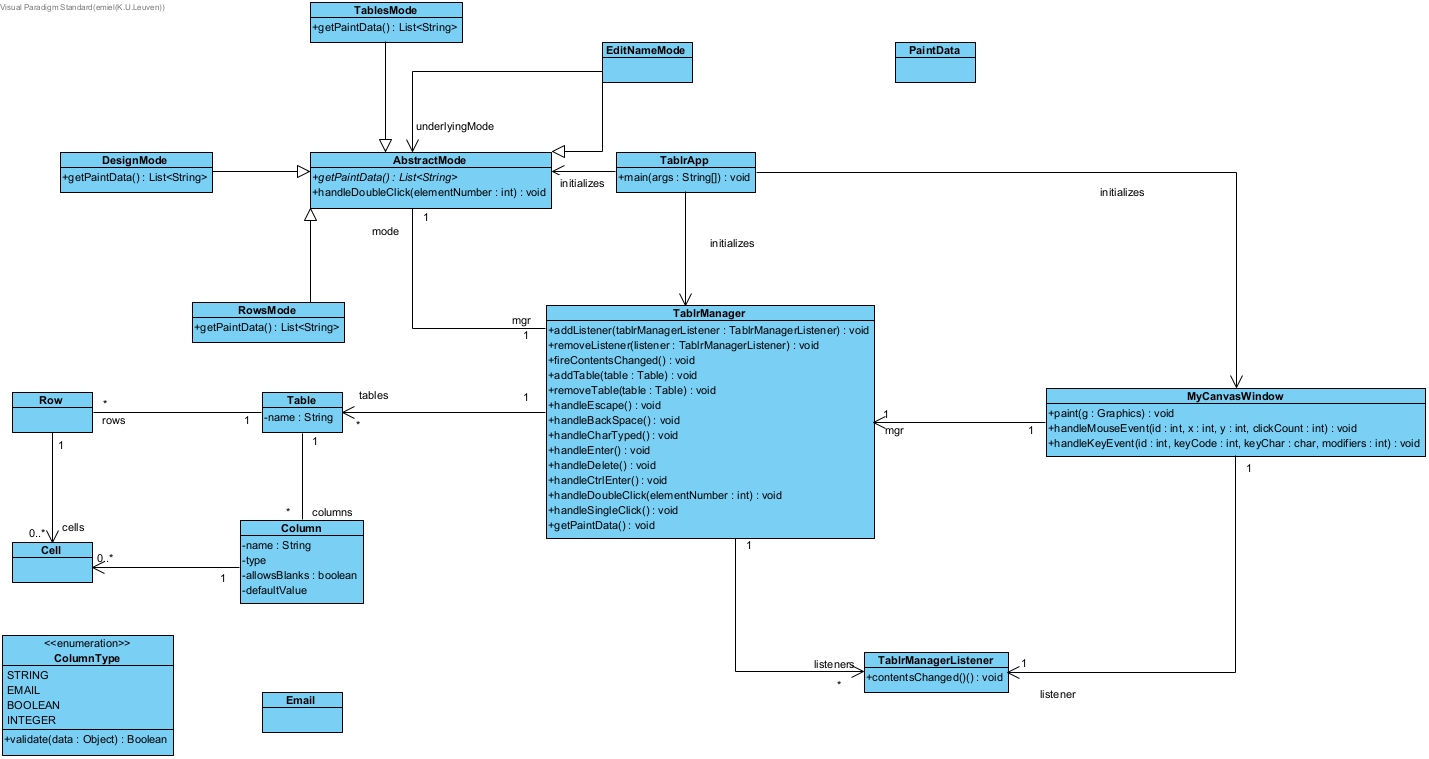 Visual Paradigm Standard(emiel(K.U.Leuven))
TablesMode
+getPaintData() : List<String>
EditNameMode
PaintData
underlyingMode
DesignMode
+getPaintData() : List<String>
AbstractMode
+getPaintData() : List<String>
+handleDoubleClick(elementNumber : int) : void
initializes
TablrApp
+main(args : String[]) : void
initializes
1
mode
initializes
RowsMode
+getPaintData() : List<String>
mgr
1
TablrManager
+addListener(tablrManagerListener : TablrManagerListener) : void
+removeListener(listener : TablrManagerListener) : void
+fireContentsChanged() : void
+addTable(table : Table) : void
+removeTable(table : Table) : void
+handleEscape() : void
+handleBackSpace() : void
+handleCharTyped() : void
+handleEnter() : void
+handleDelete() : void
+handleCtrlEnter() : void
+handleDoubleClick(elementNumber : int) : void
+handleSingleClick() : void
+getPaintData() : void
Row
*
rows
1
Table
-name : String
tables
*
1
1
mgr
1
MyCanvasWindow
+paint(g : Graphics) : void
+handleMouseEvent(id : int, x : int, y : int, clickCount : int) : void
+handleKeyEvent(id : int, keyCode : int, keyChar : char, modifiers : int) : void
1
1
1
* columns
0..* cells
Cell
0..*
1
Column
-name : String
-type
-allowsBlanks : boolean
-defaultValue
1
<<enumeration>>
ColumnType
STRING
EMAIL
BOOLEAN
INTEGER
+validate(data : Object) : Boolean
Email
listeners
*
TablrManagerListener
+contentsChanged()() : void
1
listener